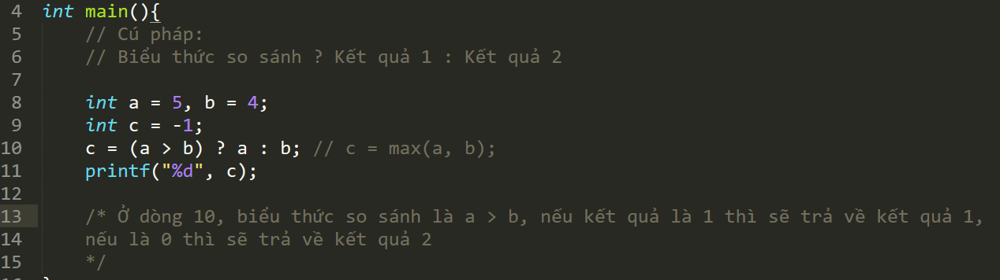 4 int main(){
5 // Cú pháp:
6 // Biểu thức so sánh ? Kết quả 1 : Kết quả 2
7
8 int a = 5, b = 4;
9 int c = -1;
10 c = (a > b) ? a : b; // c = max(a, b);
11 printf("%d", c);
12
13 /* Ở dòng 10, biểu thức so sánh là a > b, nếu kết quả là 1 thì sẽ trả về kết quả 1,
14 nếu là 0 thì sẽ trả về kết quả 2
15 */